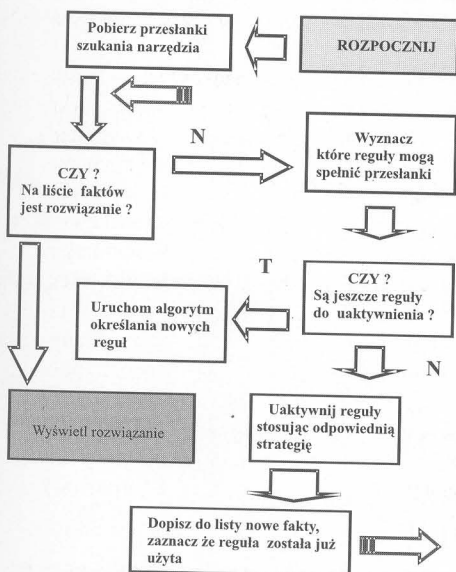 Pobierz przesłanki
szukania narzędzia
ROZPOCZNIJ
N
CZY ?
Na liście faktów
jest rozwiązanie ?
Wyznacz
które reguły mogą
spełnić przesłanki
T
CZY ?
Są jeszcze reguły
do uaktywnienia ?
Uruchom algorytm
określania nowych
reguł
N
Wyświetl rozwiązanie
Uaktywnij reguły
stosując odpowiednią
strategię
Dopisz do listy nowe fakty,
zaznacz że reguła została już
użyta